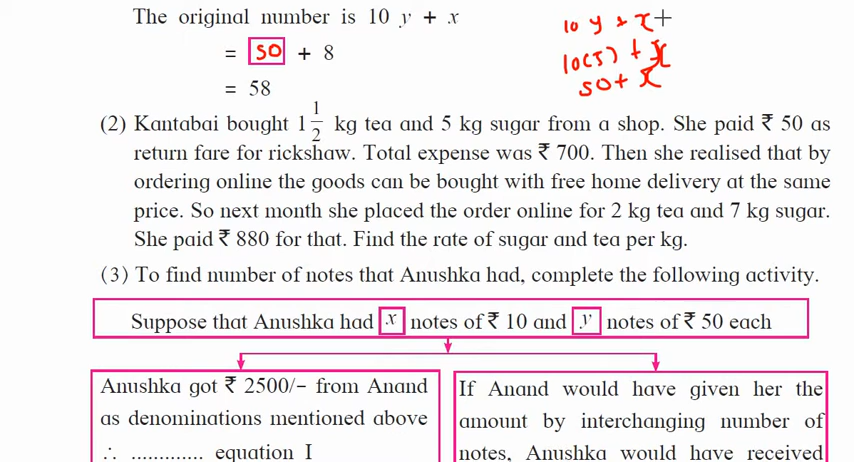 The original number is 10 y + x
= 50 + 8
= 58
10 y + x
10(5) + x
50 + x
(2) Kantabai bought 1 1/2 kg tea and 5 kg sugar from a shop. She paid ₹ 50 as
return fare for rickshaw. Total expense was ₹ 700. Then she realised that by
ordering online the goods can be bought with free home delivery at the same
price. So next month she placed the order online for 2 kg tea and 7 kg sugar.
She paid ₹ 880 for that. Find the rate of sugar and tea per kg.
(3) To find number of notes that Anushka had, complete the following activity.
Suppose that Anushka had x notes of ₹ 10 and y notes of ₹ 50 each
Anushka got ₹ 2500/- from Anand
as denominations mentioned above
∴ ............. equation I
If Anand would have given her the
amount by interchanging number of
notes, Anushka would have received